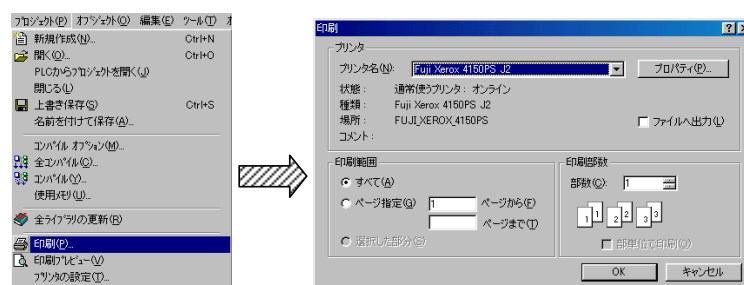 ﾌﾟﾛｼﾞｪｸﾄ(P) ｵﾌﾞｼﾞｪｸﾄ(O) 編集(E) ﾂｰﾙ(T)
新規作成(N)... Ctrl+N
開く(O)... Ctrl+O
PLCからﾌﾟﾛｼﾞｪｸﾄを開く(J)
閉じる(L)
上書き保存(S) Ctrl+S
名前を付けて保存(A)...
ｺﾝﾊﾟｲﾙ ｵﾌﾟｼｮﾝ(M)...
全ｺﾝﾊﾟｲﾙ(C)...
ｺﾝﾊﾟｲﾙ(Y)...
使用ﾒﾓﾘ(U)...
全ﾗｲﾌﾞﾗﾘの更新(R)
印刷(P)...
印刷ﾌﾟﾚﾋﾞｭｰ(V)
ﾌﾟﾘﾝﾀの設定(T)...
印刷
プリンタ
プリンタ名(N): Fuji Xerox 4150PS J2 プロパティ(P)...
状態: 通常使うプリンタ: オンライン
種類: Fuji Xerox 4150PS J2
場所: FUJI_XEROX_4150PS
コメント: ファイルへ出力(L)
印刷範囲
すべて(A)
ページ指定(G) 1 ページから(F)
ページまで(T)
選択した部分(S)
印刷部数
部数(C): 1
1 1 2 2 3 3
部単位で印刷(O)
OK キャンセル